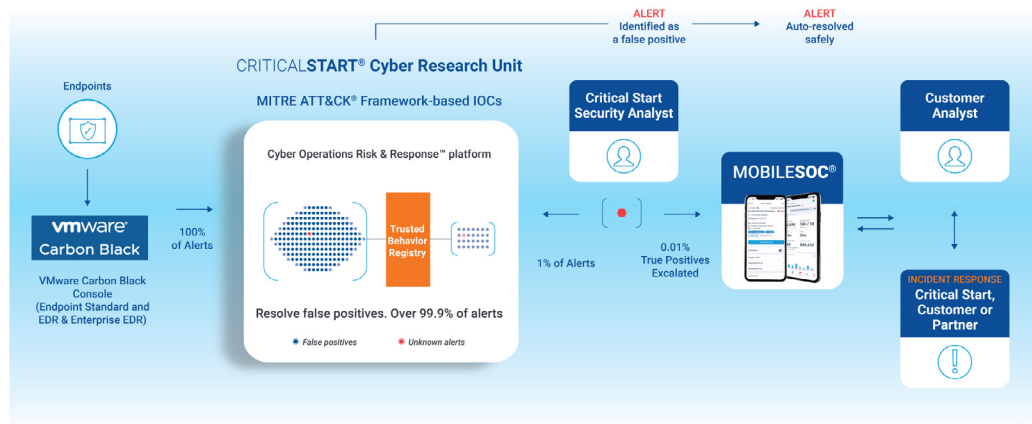 ALERT
Identified as
a false positive
ALERT
Auto-resolved
safely
CRITICALSTART® Cyber Research Unit
MITRE ATT&CK® Framework-based IOCs
Endpoints
vmware®
Carbon Black
VMware Carbon Black
Console
(Endpoint Standard and
EDR & Enterprise EDR)
100%
of Alerts
Cyber Operations Risk & Response™ platform
Trusted
Behavior
Registry
Resolve false positives. Over 99.9% of alerts
False positives
Unknown alerts
Critical Start
Security Analyst
1% of Alerts
0.01%
True Positives
Excalated
MOBILESOC®
Customer
Analyst
INCIDENT RESPONSE
Critical Start,
Customer or
Partner